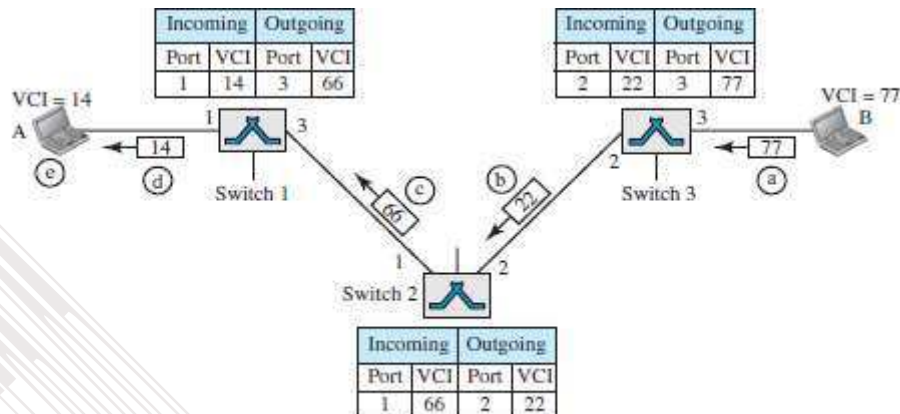 Incoming Outgoing
Port VCI Port VCI
1 14 3 66
Incoming Outgoing
Port VCI Port VCI
2 22 3 77
VCI = 14
A
1
3
14
e
d
Switch 1
c
66
b
22
2
3
Switch 3
77
a
VCI = 77
B
1
2
Switch 2
Incoming Outgoing
Port VCI Port VCI
1 66 2 22